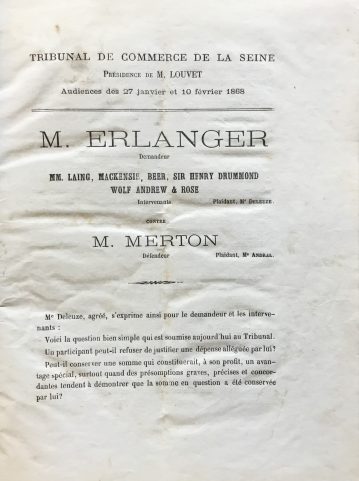 TRIBUNAL DE COMMERCE DE LA SEINE
PRÉSIDENCE DE M. LOUVET
Audiences des 27 janvier et 10 février 1868
M. ERLANGER
Demandeur
MM. LAING, MACKENSIE, BEER, SIR HENRY DRUMMOND
WOLF ANDREW & ROSE
Intervenants Plaidant, Me DELEUZE.
CONTRE
M. MERTON
Défendeur Plaidant, Me ANDRAL.
Me Deleuze, agréé, s'exprime ainsi pour le demandeur et les interve-
nants :
Voici la question bien simple qui est soumise aujourd'hui au Tribunal.
Un participant peut-il refuser de justifier une dépense alléguée par lui?
Peut-il conserver une somme qui constituerait, à son profit, un avan-
tage spécial, surtout quand des présomptions graves, précises et concor-
dantes tendent à démontrer que la somme en question a été conservée
par lui?